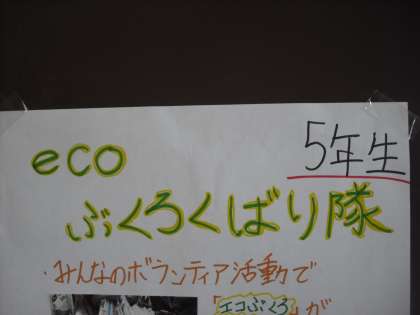 5年生
eco
ぶくろくばり隊
・みんなのボランティア活動で
「エコぶくろ」が